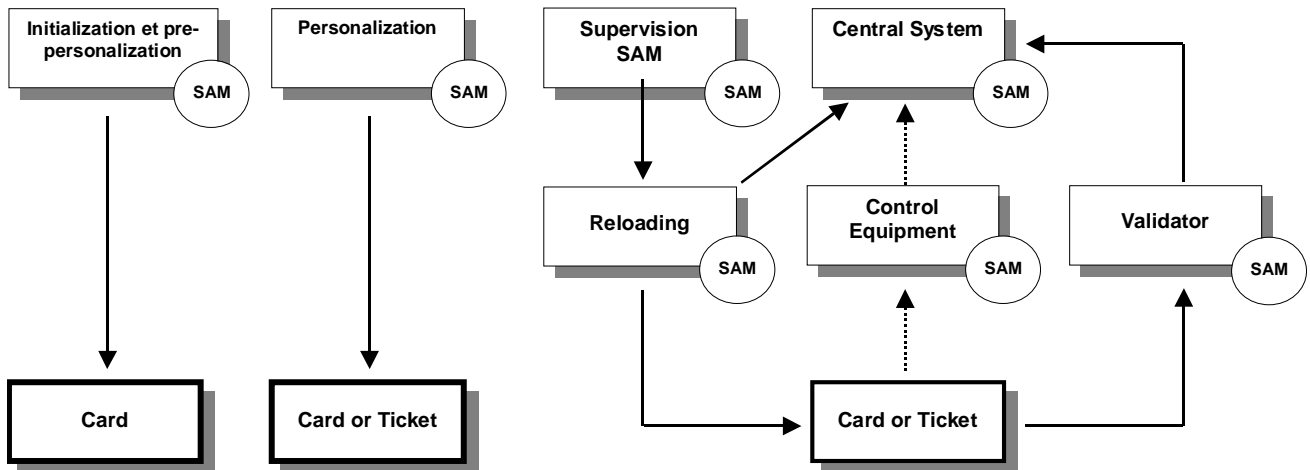 Initialization et pre-
personalization
SAM
Personalization
SAM
Supervision
SAM
SAM
Central System
SAM
Reloading
SAM
Control
Equipment
SAM
Validator
SAM
Card
Card or Ticket
Card or Ticket